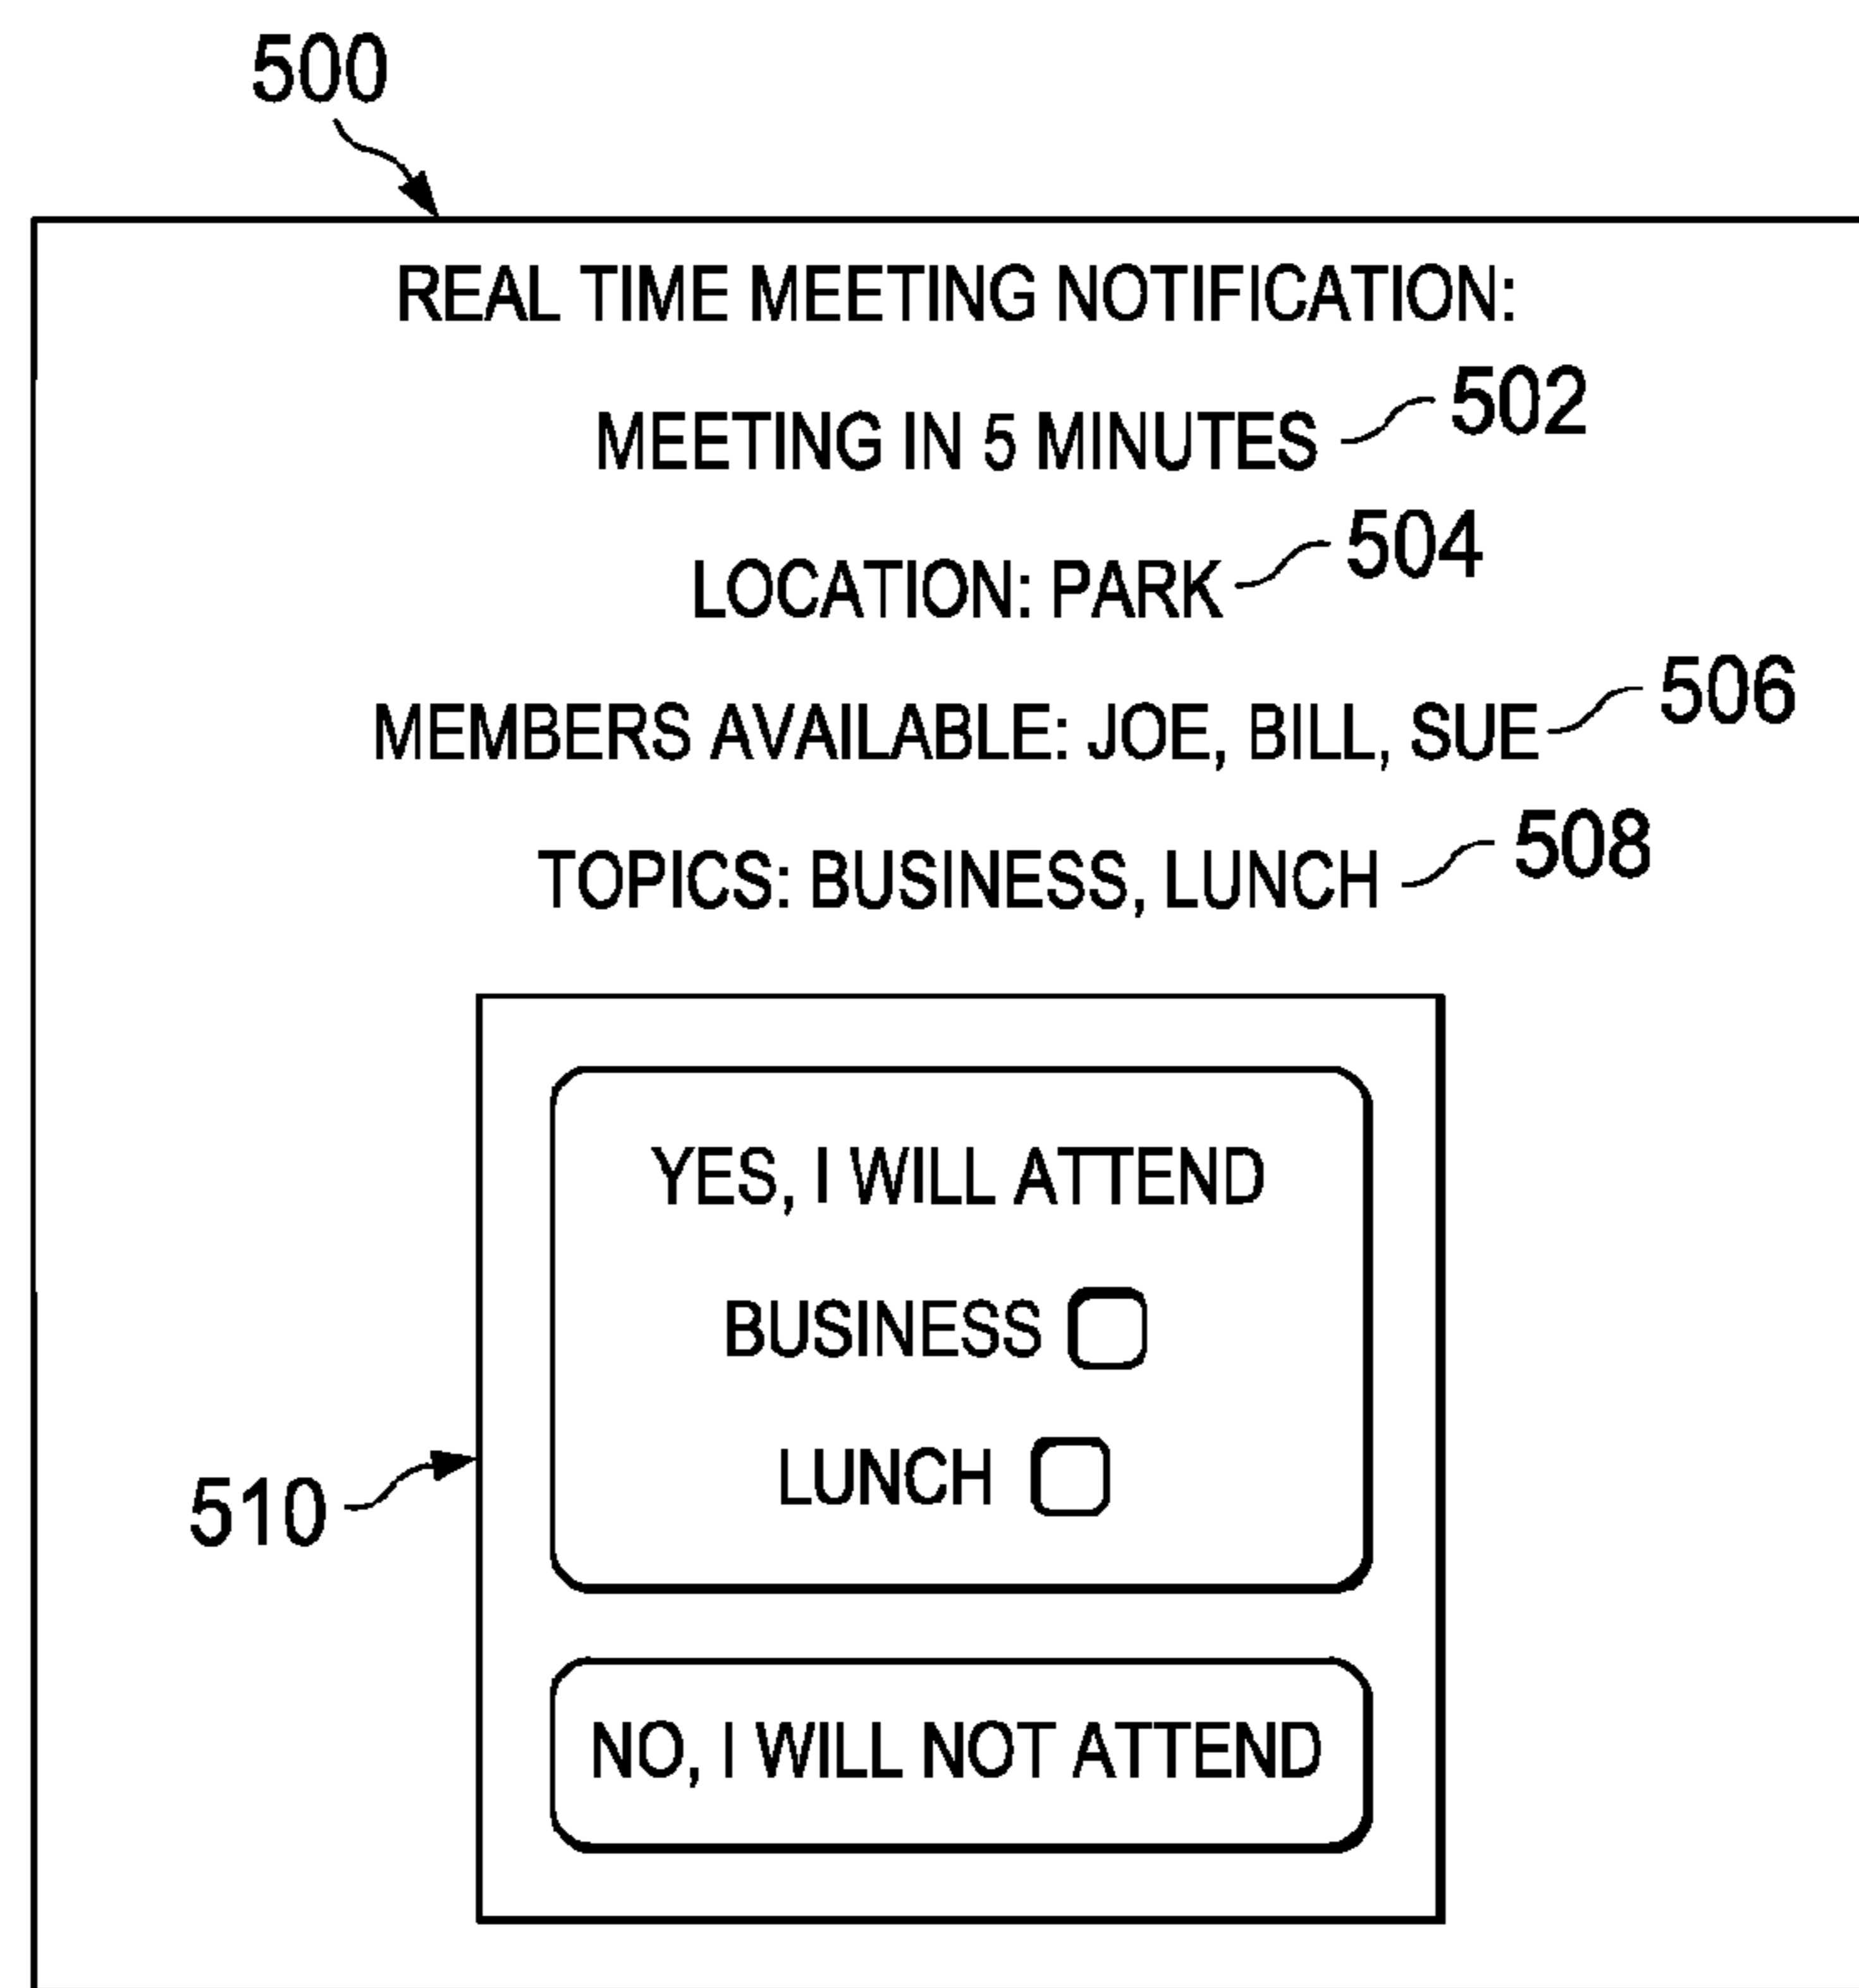 500
REAL TIME MEETING NOTIFICATION:
MEETING IN 5 MINUTES 502
LOCATION: PARK 504
MEMBERS AVAILABLE: JOE, BILL, SUE 506
TOPICS: BUSINESS, LUNCH 508
YES, I WILL ATTEND
BUSINESS
LUNCH
510
NO, I WILL NOT ATTEND